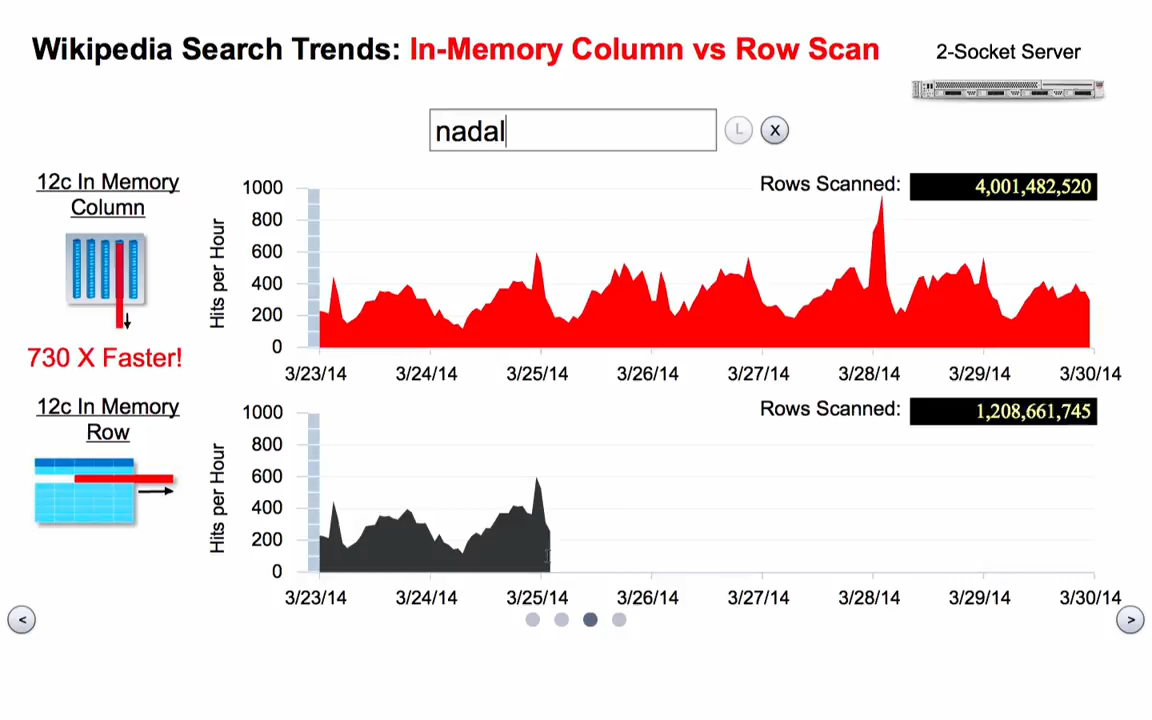 Wikipedia Search Trends: In-Memory Column vs Row Scan
2-Socket Server
nadal
L
X
12c In Memory
Column
730 X Faster!
Hits per Hour
1000
800
600
400
200
0
Rows Scanned: 4,001,482,520
3/23/14 3/24/14 3/25/14 3/26/14 3/27/14 3/28/14 3/29/14 3/30/14
12c In Memory
Row
Hits per Hour
1000
800
600
400
200
0
Rows Scanned: 1,208,661,745
3/23/14 3/24/14 3/25/14 3/26/14 3/27/14 3/28/14 3/29/14 3/30/14
<
>